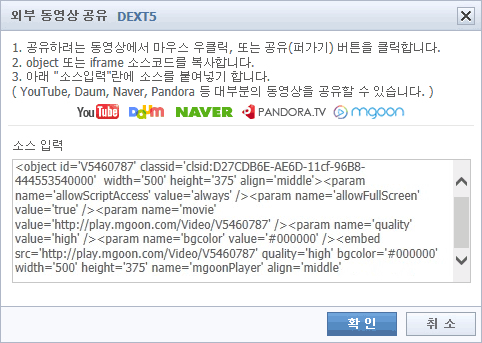 외부 동영상 공유 DEXT5
1. 공유하려는 동영상에서 마우스 우클릭, 또는 공유(퍼가기) 버튼을 클릭합니다.
2. object 또는 iframe 소스코드를 복사합니다.
3. 아래 "소스입력"란에 소스를 붙여넣기 합니다.
( YouTube, Daum, Naver, Pandora 등 대부분의 동영상을 공유할 수 있습니다. )
YouTube Daum NAVER PANDORA.TV mgoon
소스 입력
<object id='V5460787' classid='clsid:D27CDB6E-AE6D-11cf-96B8-
444553540000' width='500' height='375' align='middle'><param
name='allowScriptAccess' value='always' /><param name='allowFullScreen'
value='true' /><param name='movie'
value='http://play.mgoon.com/Video/V5460787' /><param name='quality'
value='high' /><param name='bgcolor' value='#000000' /><embed
src='http://play.mgoon.com/Video/V5460787' quality='high' bgcolor='#000000'
width='500' height='375' name='mgoonPlayer' align='middle'
확 인 취 소